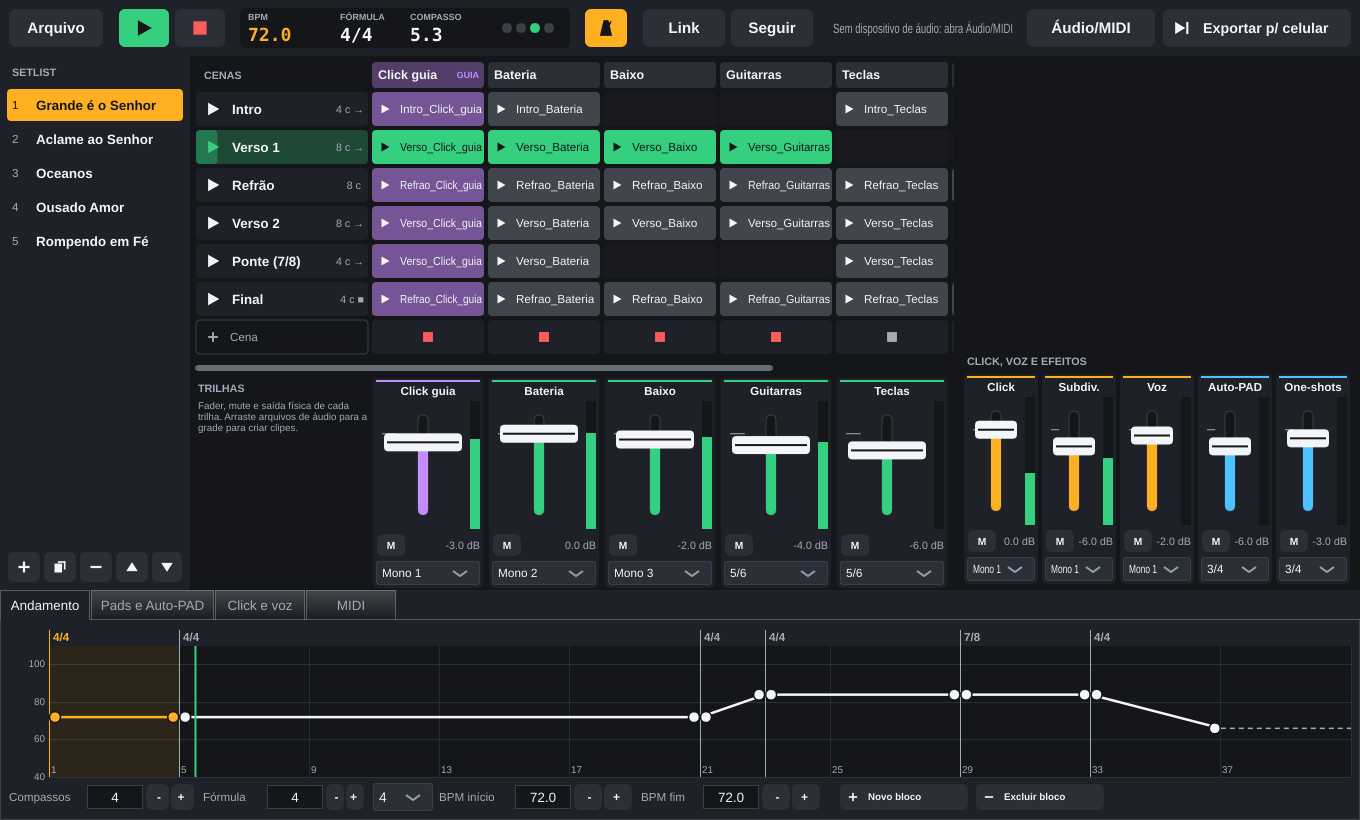 Arquivo
BPM
72.0
FÓRMULA
4/4
COMPASSO
5.3
Link
Seguir
Sem dispositivo de áudio: abra Áudio/MIDI
Áudio/MIDI
Exportar p/ celular
SETLIST
1 Grande é o Senhor
2 Aclame ao Senhor
3 Oceanos
4 Ousado Amor
5 Rompendo em Fé
CENAS
Click guia GUIA
Bateria
Baixo
Guitarras
Teclas
Intro 4 c →
Intro_Click_guia
Intro_Bateria
Intro_Teclas
Verso 1 8 c →
Verso_Click_guia
Verso_Bateria
Verso_Baixo
Verso_Guitarras
Refrão 8 c
Refrao_Click_guia
Refrao_Bateria
Refrao_Baixo
Refrao_Guitarras
Refrao_Teclas
Verso 2 8 c →
Verso_Click_guia
Verso_Bateria
Verso_Baixo
Verso_Guitarras
Verso_Teclas
Ponte (7/8) 4 c →
Verso_Click_guia
Verso_Bateria
Verso_Teclas
Final 4 c ■
Refrao_Click_guia
Refrao_Bateria
Refrao_Baixo
Refrao_Guitarras
Refrao_Teclas
+ Cena
TRILHAS
Fader, mute e saída física de cada
trilha. Arraste arquivos de áudio para a
grade para criar clipes.
Click guia
M -3.0 dB
Mono 1
Bateria
M 0.0 dB
Mono 2
Baixo
M -2.0 dB
Mono 3
Guitarras
M -4.0 dB
5/6
Teclas
M -6.0 dB
5/6
CLICK, VOZ E EFEITOS
Click
M 0.0 dB
Mono 1
Subdiv.
M -6.0 dB
Mono 1
Voz
M -2.0 dB
Mono 1
Auto-PAD
M -6.0 dB
3/4
One-shots
M -3.0 dB
3/4
Andamento
Pads e Auto-PAD
Click e voz
MIDI
4/4 4/4 4/4 4/4 7/8 4/4
100
80
60
40
1 5 9 13 17 21 25 29 33 37
Compassos 4 - +
Fórmula 4 - + 4
BPM início 72.0 - +
BPM fim 72.0 - +
+ Novo bloco
− Excluir bloco